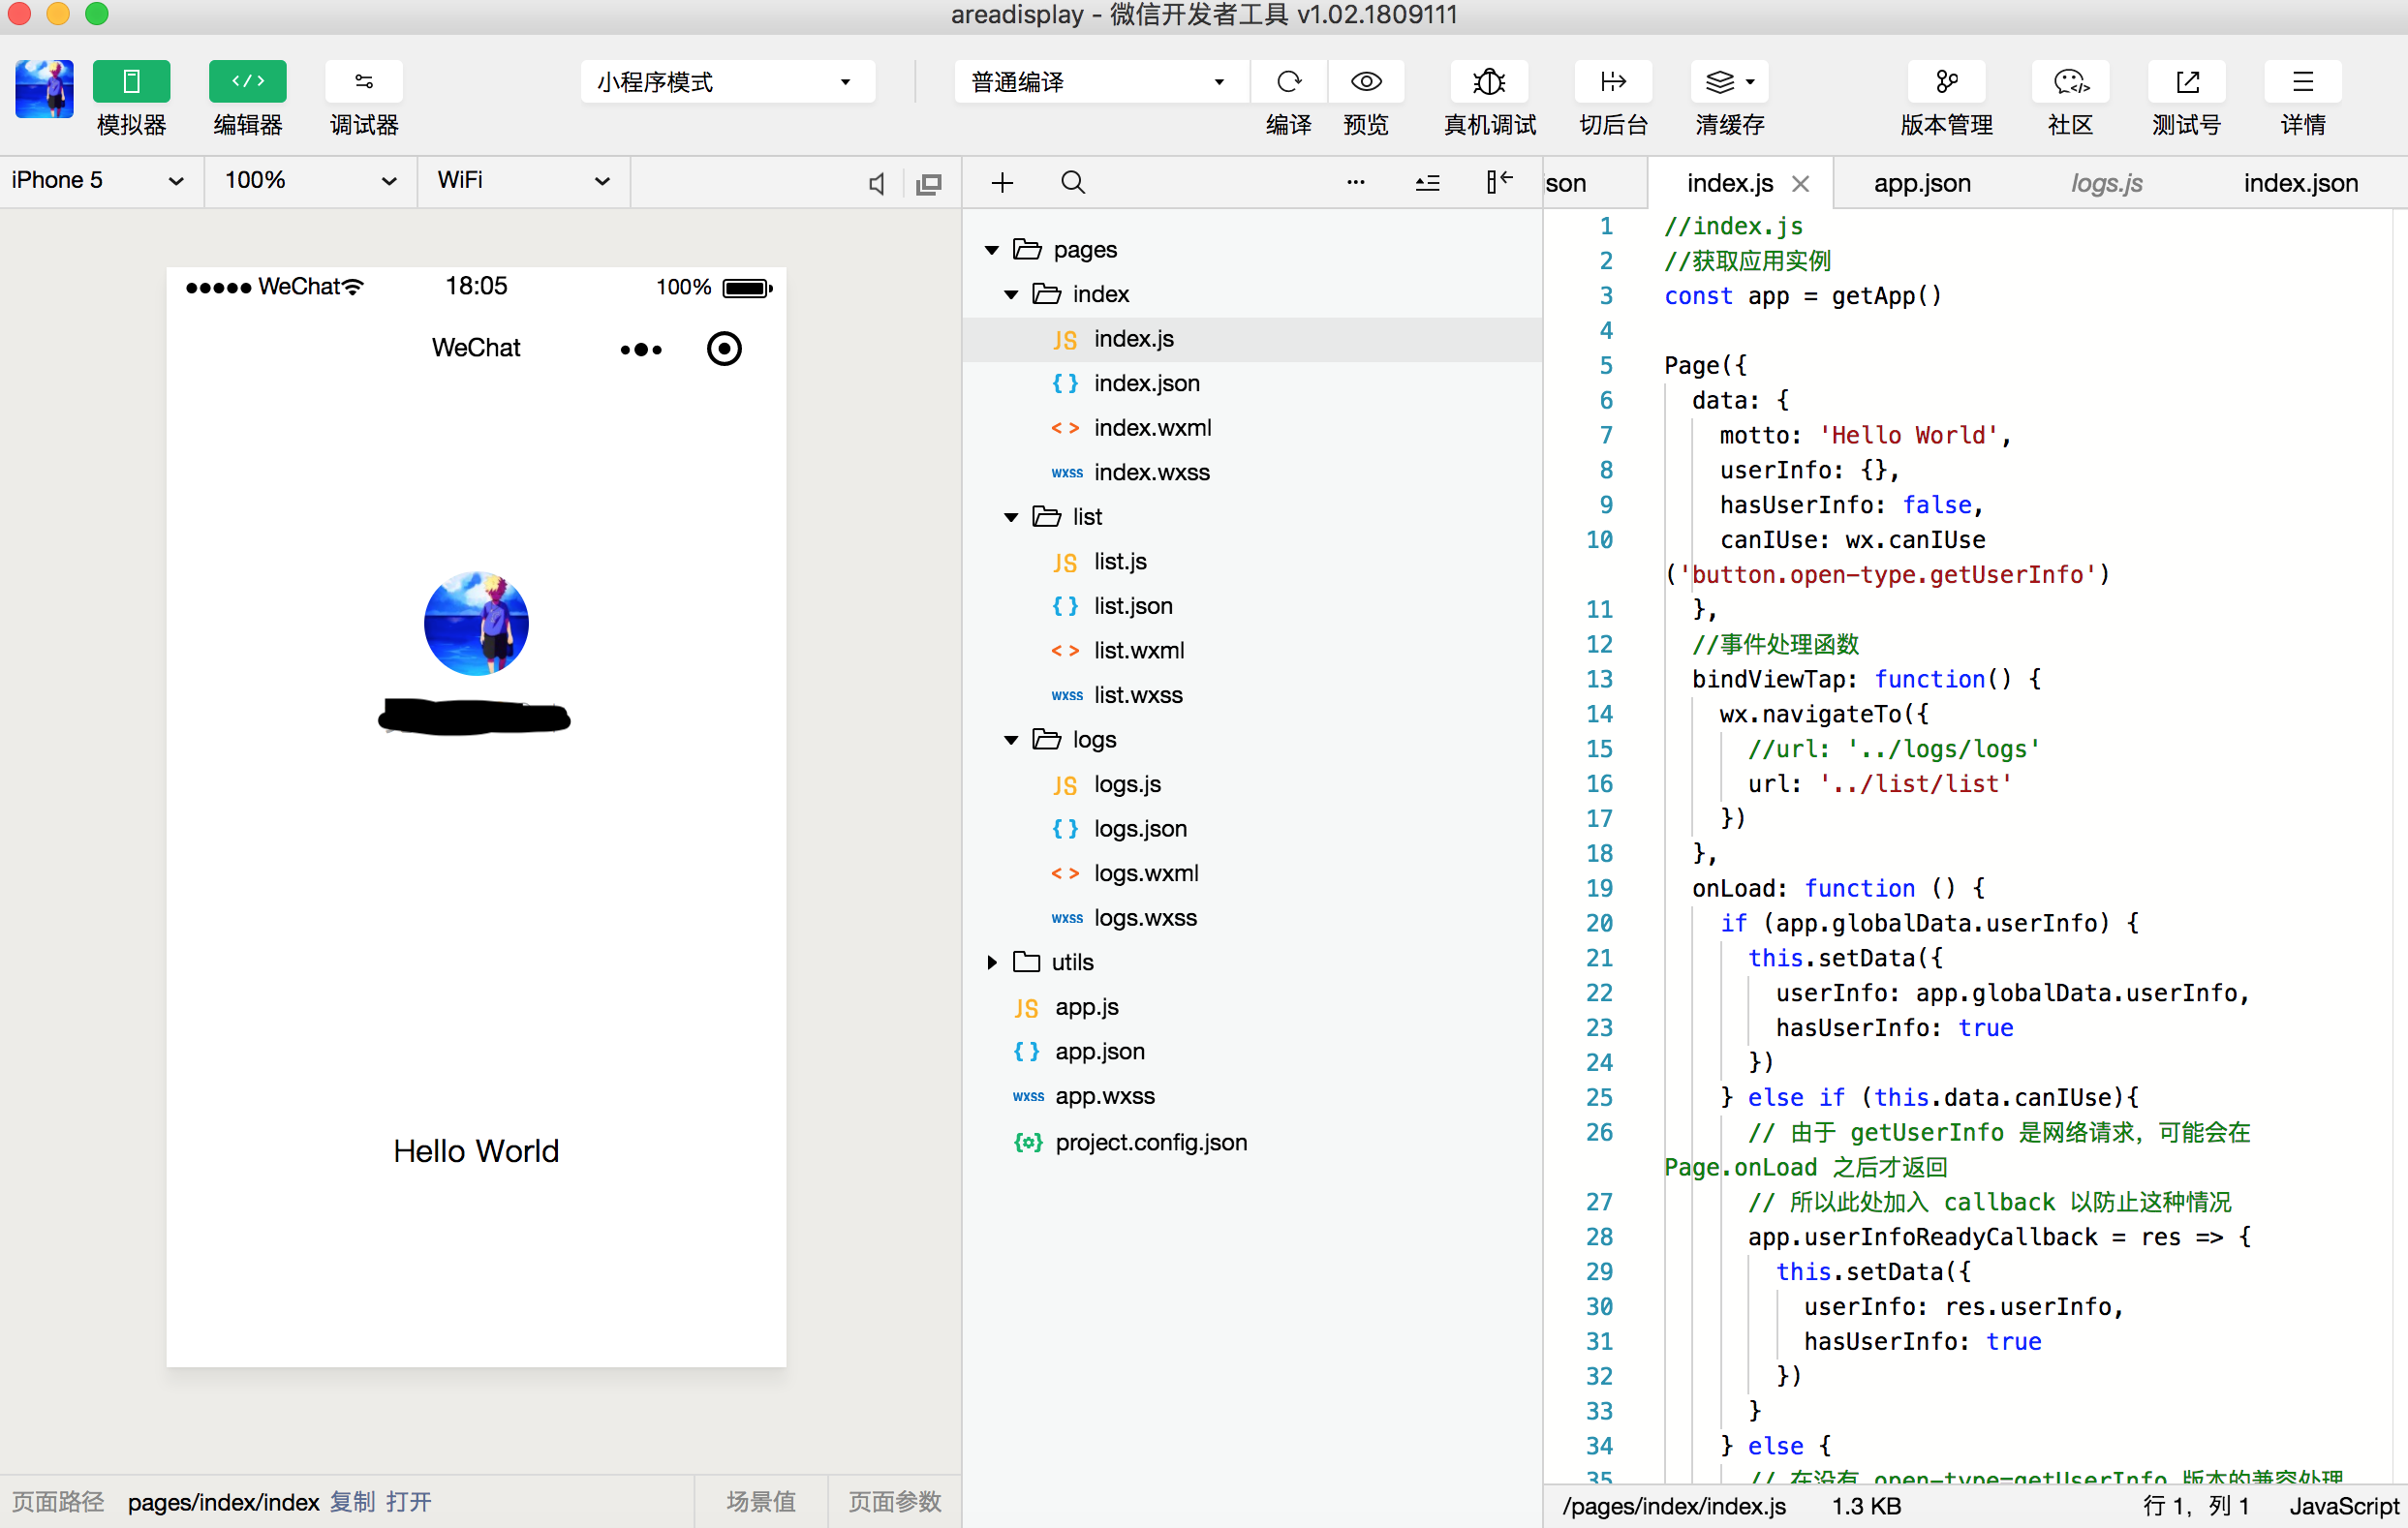 areadisplay - 微信开发者工具 v1.02.1809111
模拟器 编辑器 调试器 小程序模式 普通编译 编译 预览 真机调试 切后台 清缓存 版本管理 社区 测试号 详情
iPhone 5 100% WiFi
WeChat 18:05 100%
WeChat
Hello World
页面路径 pages/index/index 复制 打开 场景值 页面参数
pages
index
JS index.js
{ } index.json
< > index.wxml
wxss index.wxss
list
JS list.js
{ } list.json
< > list.wxml
wxss list.wxss
logs
JS logs.js
{ } logs.json
< > logs.wxml
wxss logs.wxss
utils
JS app.js
{ } app.json
wxss app.wxss
project.config.json
son index.js app.json logs.js index.json
1 //index.js
2 //获取应用实例
3 const app = getApp()
4
5 Page({
6 data: {
7 motto: 'Hello World',
8 userInfo: {},
9 hasUserInfo: false,
10 canIUse: wx.canIUse
('button.open-type.getUserInfo')
11 },
12 //事件处理函数
13 bindViewTap: function() {
14 wx.navigateTo({
15 //url: '../logs/logs'
16 url: '../list/list'
17 })
18 },
19 onLoad: function () {
20 if (app.globalData.userInfo) {
21 this.setData({
22 userInfo: app.globalData.userInfo,
23 hasUserInfo: true
24 })
25 } else if (this.data.canIUse){
26 // 由于 getUserInfo 是网络请求，可能会在
Page.onLoad 之后才返回
27 // 所以此处加入 callback 以防止这种情况
28 app.userInfoReadyCallback = res => {
29 this.setData({
30 userInfo: res.userInfo,
31 hasUserInfo: true
32 })
33 }
34 } else {
35 // 在没有 open-type=getUserInfo 版本的兼容处理
/pages/index/index.js 1.3 KB 行 1，列 1 JavaScript